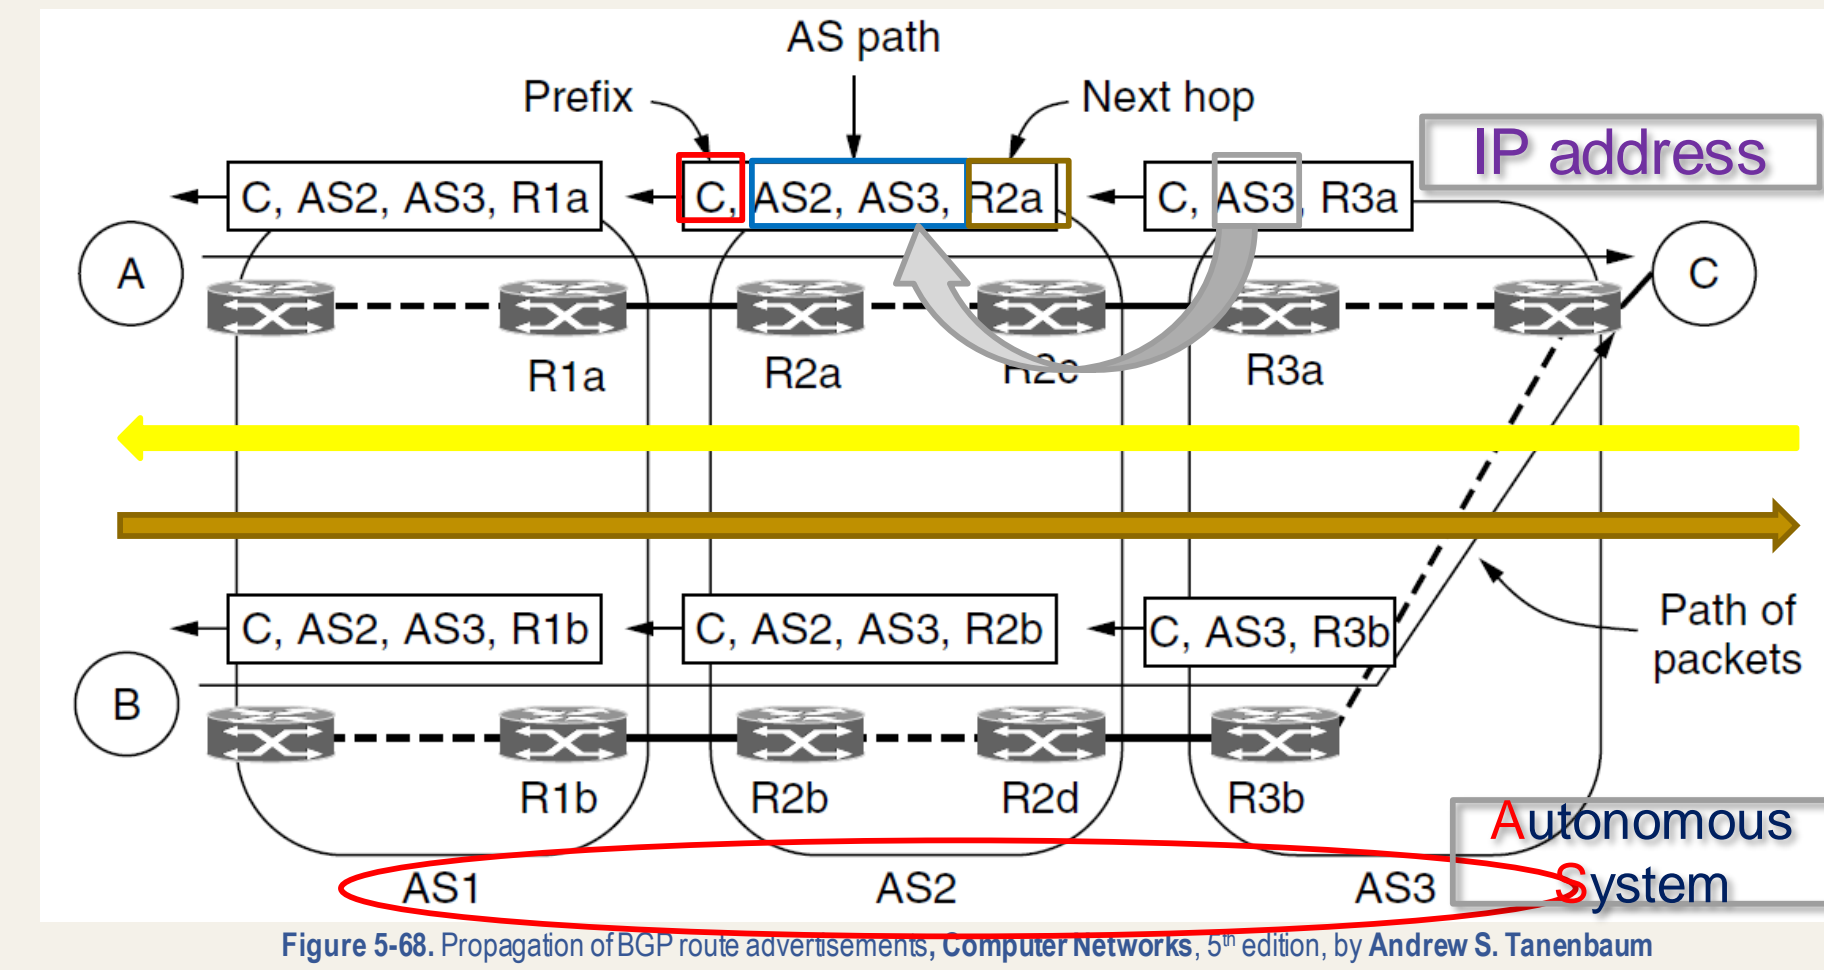 AS path
Prefix
Next hop
IP address
C, AS2, AS3, R1a
C, AS2, AS3, R2a
C, AS3, R3a
A
C
R1a
R2a
R2c
R3a
C, AS2, AS3, R1b
C, AS2, AS3, R2b
C, AS3, R3b
Path of
packets
B
R1b
R2b
R2d
R3b
Autonomous
System
AS1
AS2
AS3
Figure 5-68. Propagation of BGP route advertisements, Computer Networks, 5th edition, by Andrew S. Tanenbaum